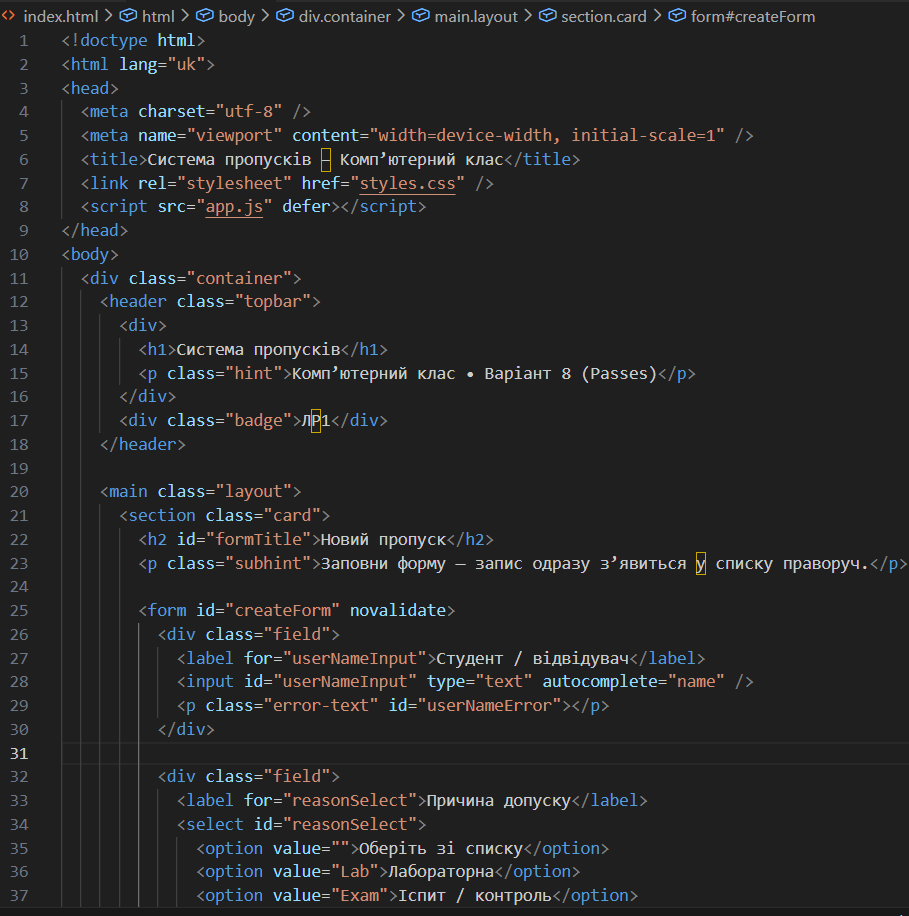 index.html > html > body > div.container > main.layout > section.card > form#createForm
1 <!doctype html>
2 <html lang="uk">
3 <head>
4 <meta charset="utf-8" />
5 <meta name="viewport" content="width=device-width, initial-scale=1" />
6 <title>Система пропусків – Комп’ютерний клас</title>
7 <link rel="stylesheet" href="styles.css" />
8 <script src="app.js" defer></script>
9 </head>
10 <body>
11 <div class="container">
12 <header class="topbar">
13 <div>
14 <h1>Система пропусків</h1>
15 <p class="hint">Комп’ютерний клас • Варіант 8 (Passes)</p>
16 </div>
17 <div class="badge">ЛР1</div>
18 </header>
19
20 <main class="layout">
21 <section class="card">
22 <h2 id="formTitle">Новий пропуск</h2>
23 <p class="subhint">Заповни форму — запис одразу з’явиться у списку праворуч.</p>
24
25 <form id="createForm" novalidate>
26 <div class="field">
27 <label for="userNameInput">Студент / відвідувач</label>
28 <input id="userNameInput" type="text" autocomplete="name" />
29 <p class="error-text" id="userNameError"></p>
30 </div>
31
32 <div class="field">
33 <label for="reasonSelect">Причина допуску</label>
34 <select id="reasonSelect">
35 <option value="">Оберіть зі списку</option>
36 <option value="Lab">Лабораторна</option>
37 <option value="Exam">Іспит / контроль</option>